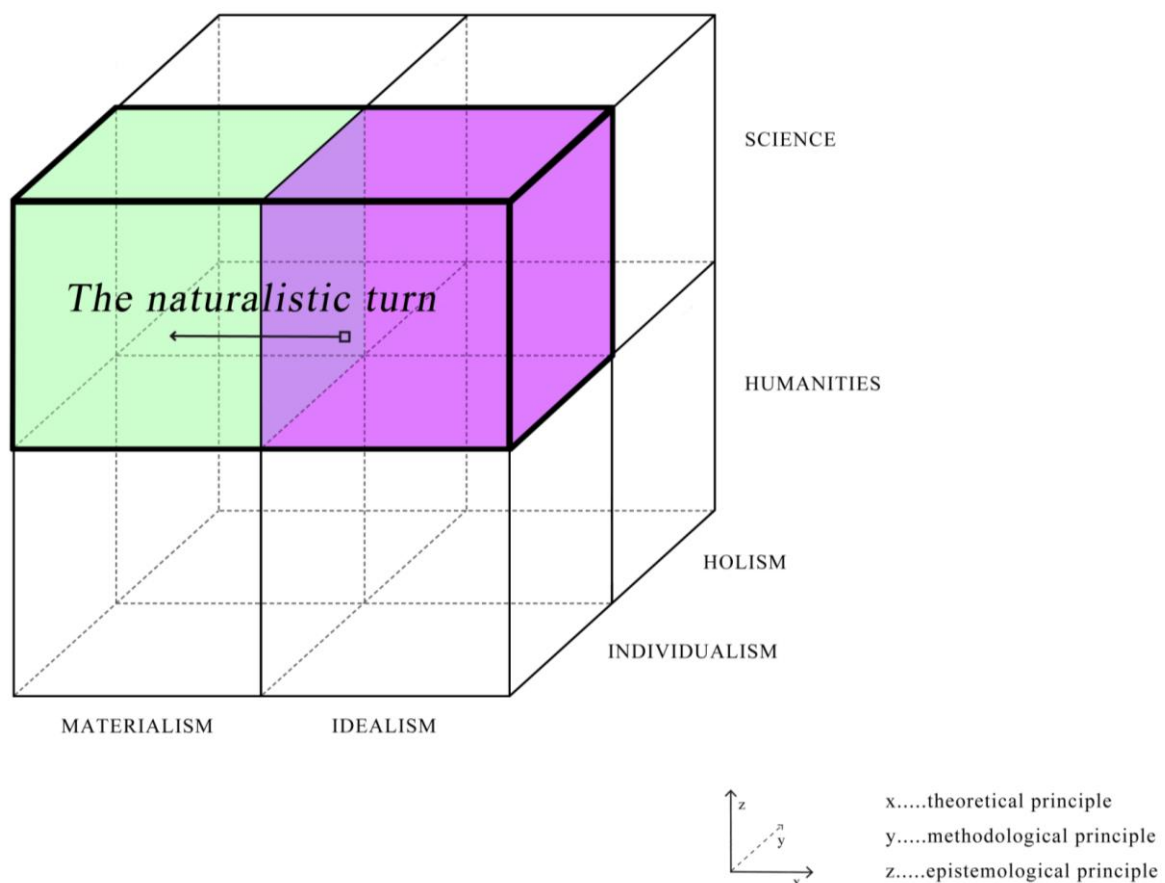 SCIENCE
The naturalistic turn
HUMANITIES
HOLISM
INDIVIDUALISM
MATERIALISM IDEALISM
z
y
x
x.....theoretical principle
y.....methodological principle
z.....epistemological principle